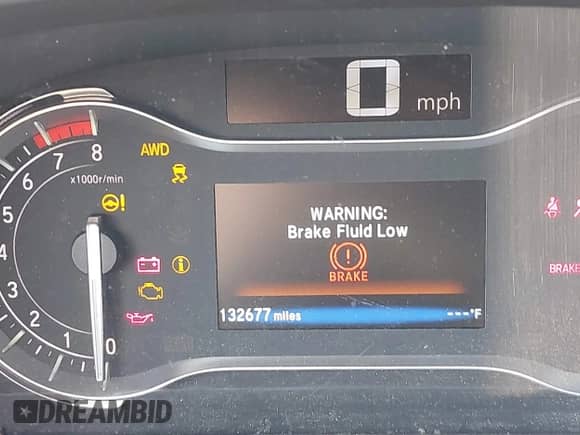 0 mph
7 8
6
5
4
3
2
1
0
x1000r/min
AWD
WARNING:
Brake Fluid Low
BRAKE
132677 miles
---°F
BRAKE
DREAMBID